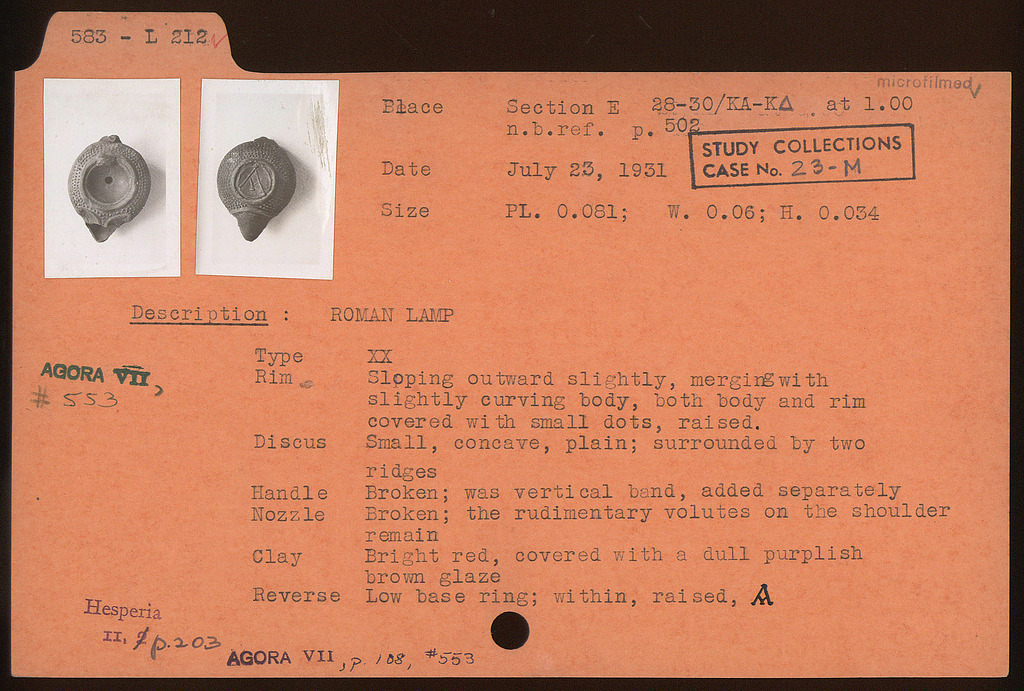 583 - L 212 ✓
microfilmed ✓
Place Section E 28-30/KA-KΔ at 1.00
n.b.ref. p. 502
STUDY COLLECTIONS
CASE No. 23-M
Date July 23, 1931
Size PL. 0.081; W. 0.06; H. 0.034
Description : ROMAN LAMP
AGORA VII,
# 553
Type XX
Rim Sloping outward slightly, merging with
slightly curving body, both body and rim
covered with small dots, raised.
Discus Small, concave, plain; surrounded by two
ridges
Handle Broken; was vertical band, added separately
Nozzle Broken; the rudimentary volutes on the shoulder
remain
Clay Bright red, covered with a dull purplish
brown glaze
Reverse Low base ring; within, raised, A
Hesperia
II, p.203
AGORA VII, p. 108, #553